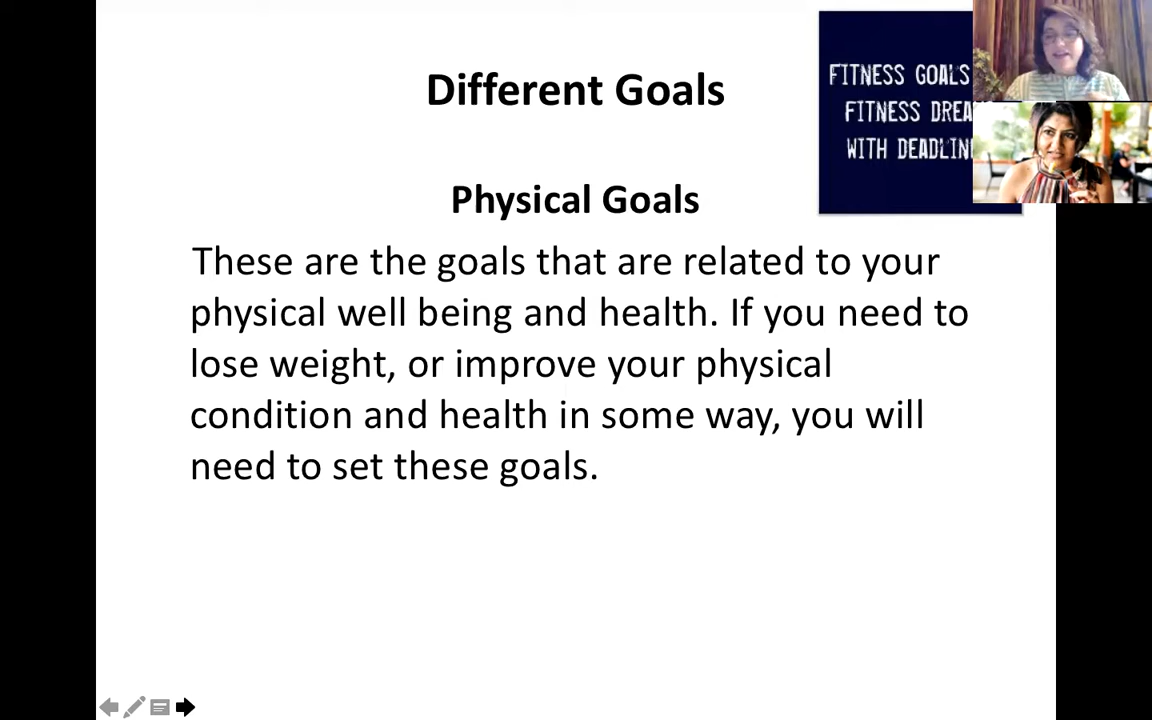 Different Goals
FITNESS GOALS
FITNESS
WITH
Physical Goals
These are the goals that are related to your
physical well being and health. If you need to
lose weight, or improve your physical
condition and health in some way, you will
need to set these goals.